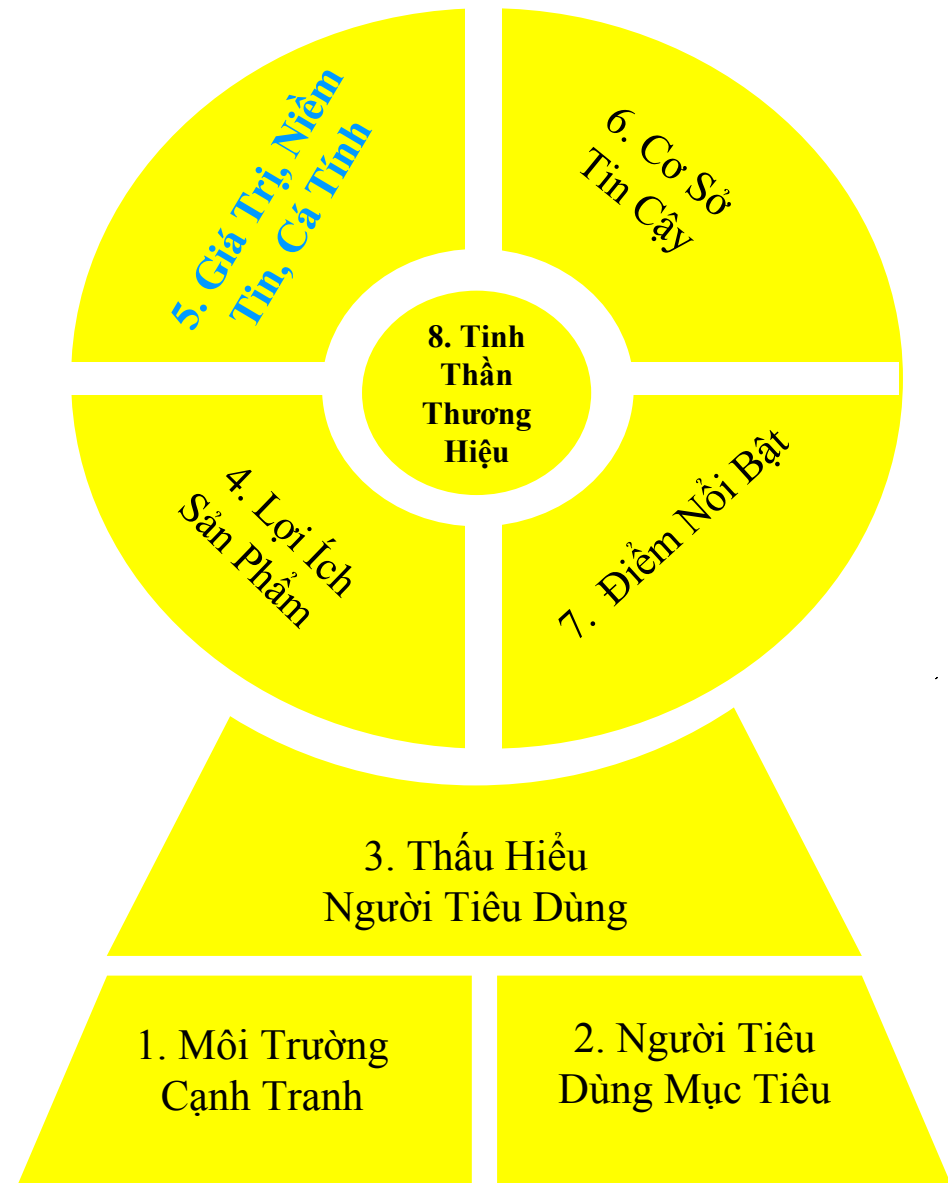 5. Giá Trị, Niềm
Tin, Cá Tính
6. Cơ Sở
Tin Cậy
8. Tinh
Thần
Thương
Hiệu
4. Lợi Ích
Sản Phẩm
7. Điểm Nổi Bật
3. Thấu Hiểu
Người Tiêu Dùng
1. Môi Trường
Cạnh Tranh
2. Người Tiêu
Dùng Mục Tiêu